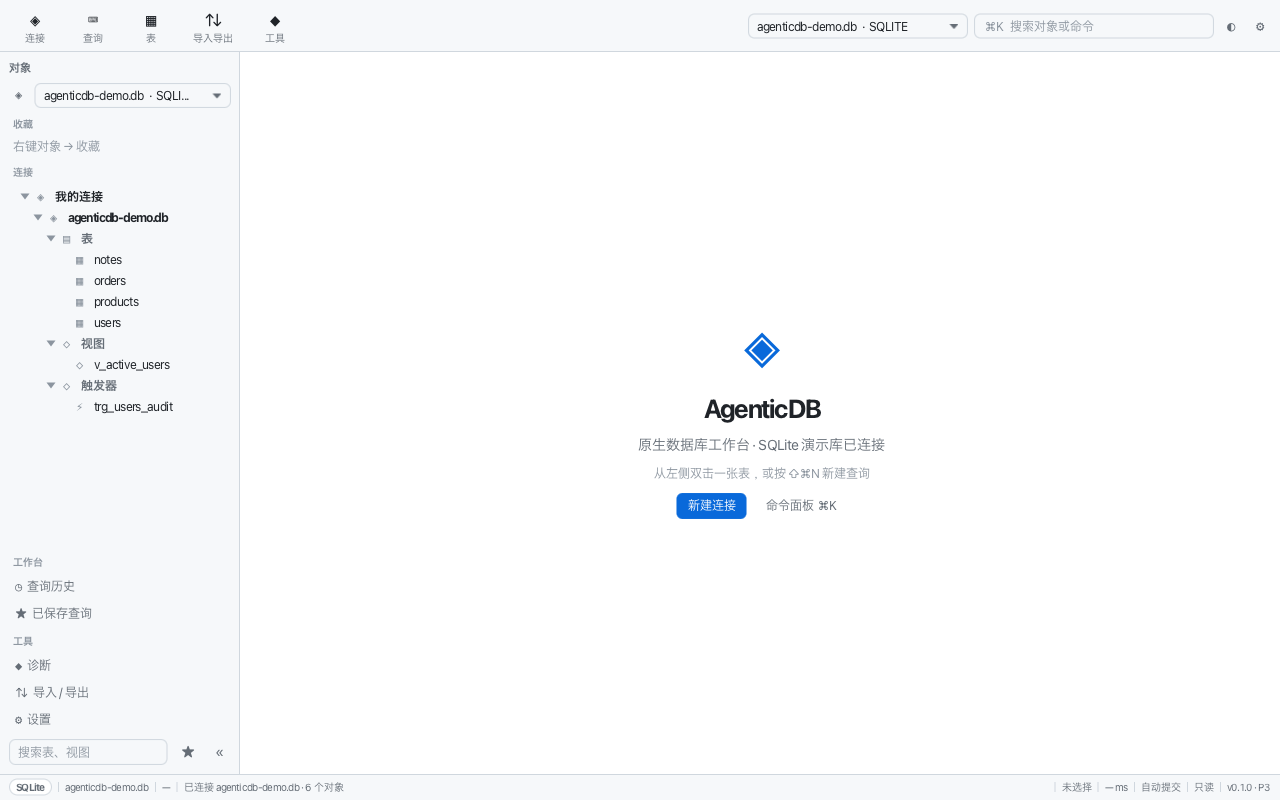 连接 查询 表 导入导出 工具
agenticdb-demo.db · SQLITE
⌘K 搜索对象或命令
对象
agenticdb-demo.db · SQLI...
收藏
右键对象 → 收藏
连接
我的连接
agenticdb-demo.db
表
notes
orders
products
users
视图
v_active_users
触发器
trg_users_audit
AgenticDB
原生数据库工作台 · SQLite 演示库已连接
从左侧双击一张表，或按 ⇧⌘N 新建查询
新建连接 命令面板 ⌘K
工作台
查询历史
已保存查询
工具
诊断
导入 / 导出
设置
搜索表、视图
«
SQLite | agenticdb-demo.db | — | 已连接 agenticdb-demo.db · 6 个对象
| 未选择 | — ms | 自动提交 | 只读 | v0.1.0 · P3